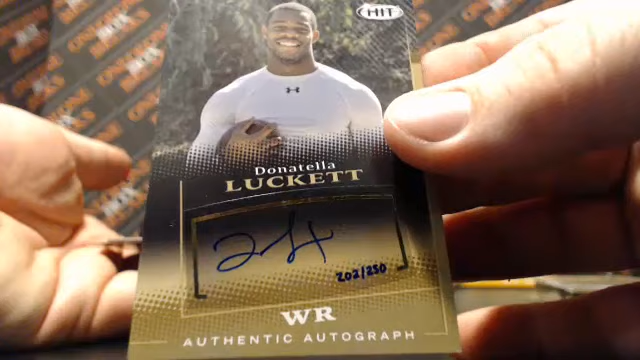 HIT
Donatella
LUCKETT
202/250
WR
AUTHENTIC AUTOGRAPH